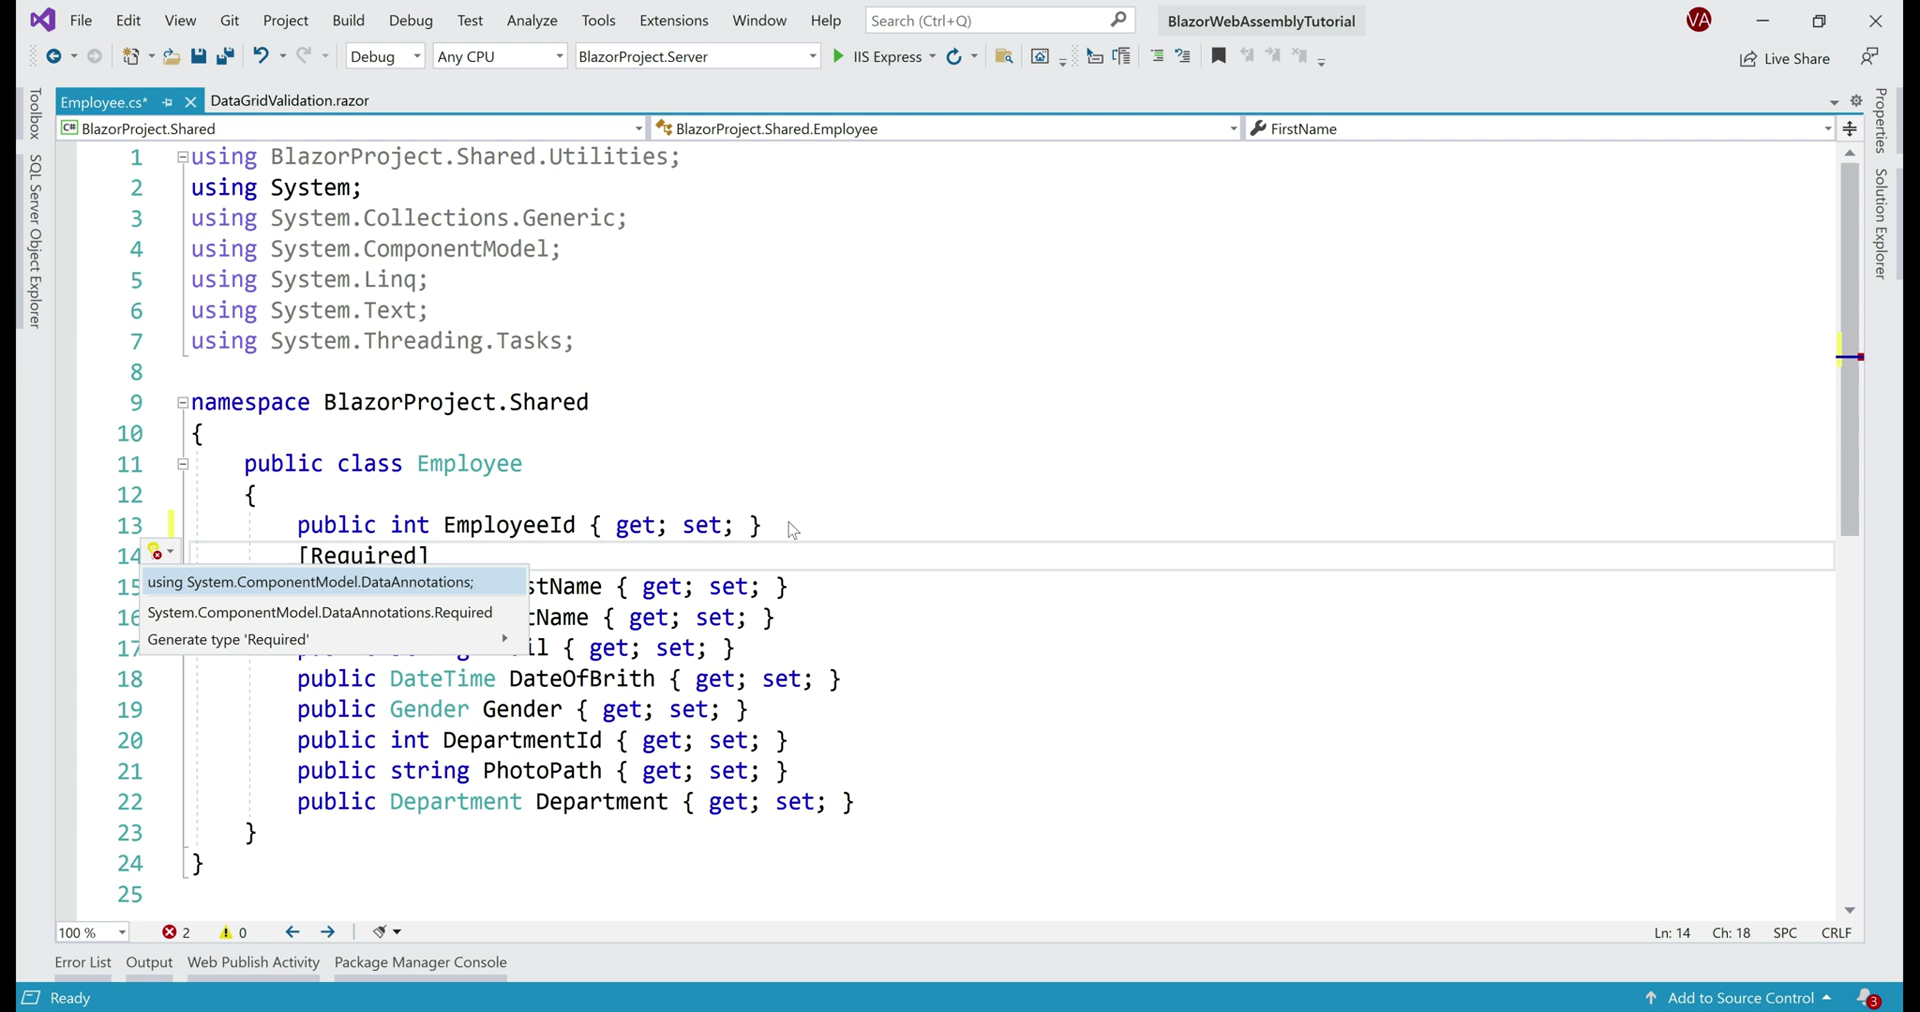 File Edit View Git Project Build Debug Test Analyze Tools Extensions Window Help Search (Ctrl+Q) BlazorWebAssemblyTutorial VA
Debug Any CPU BlazorProject.Server IIS Express Live Share
Employee.cs* DataGridValidation.razor
C# BlazorProject.Shared BlazorProject.Shared.Employee FirstName
Toolbox
SQL Server Object Explorer
Properties
Solution Explorer
1 using BlazorProject.Shared.Utilities;
2 using System;
3 using System.Collections.Generic;
4 using System.ComponentModel;
5 using System.Linq;
6 using System.Text;
7 using System.Threading.Tasks;
8
9 namespace BlazorProject.Shared
10 {
11 public class Employee
12 {
13 public int EmployeeId { get; set; }
14 [Required]
using System.ComponentModel.DataAnnotations;
System.ComponentModel.DataAnnotations.Required
Generate type 'Required'
15 stName { get; set; }
16 tName { get; set; }
17 il { get; set; }
18 public DateTime DateOfBrith { get; set; }
19 public Gender Gender { get; set; }
20 public int DepartmentId { get; set; }
21 public string PhotoPath { get; set; }
22 public Department Department { get; set; }
23 }
24 }
25
100 % 2 0 Ln: 14 Ch: 18 SPC CRLF
Error List Output Web Publish Activity Package Manager Console
Ready Add to Source Control 3